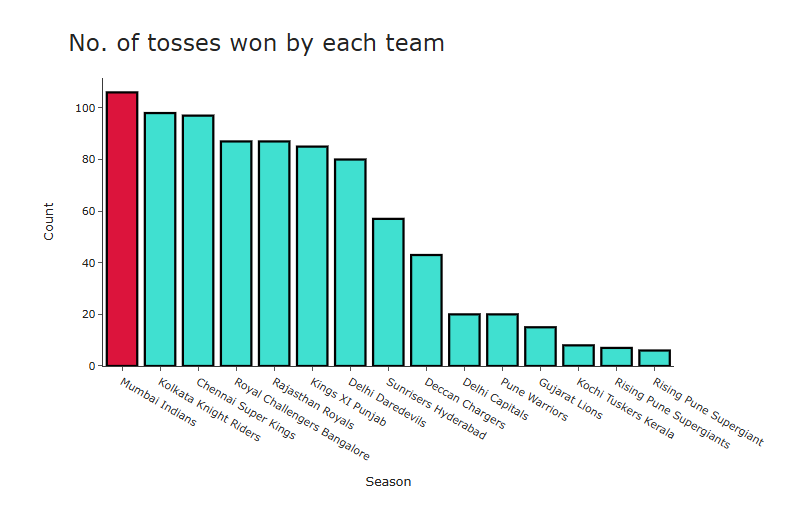 No. of tosses won by each team
Count
100
80
60
40
20
0
Mumbai Indians
Kolkata Knight Riders
Chennai Super Kings
Royal Challengers Bangalore
Rajasthan Royals
Kings XI Punjab
Delhi Daredevils
Sunrisers Hyderabad
Deccan Chargers
Delhi Capitals
Pune Warriors
Gujarat Lions
Kochi Tuskers Kerala
Rising Pune Supergiants
Rising Pune Supergiant
Season